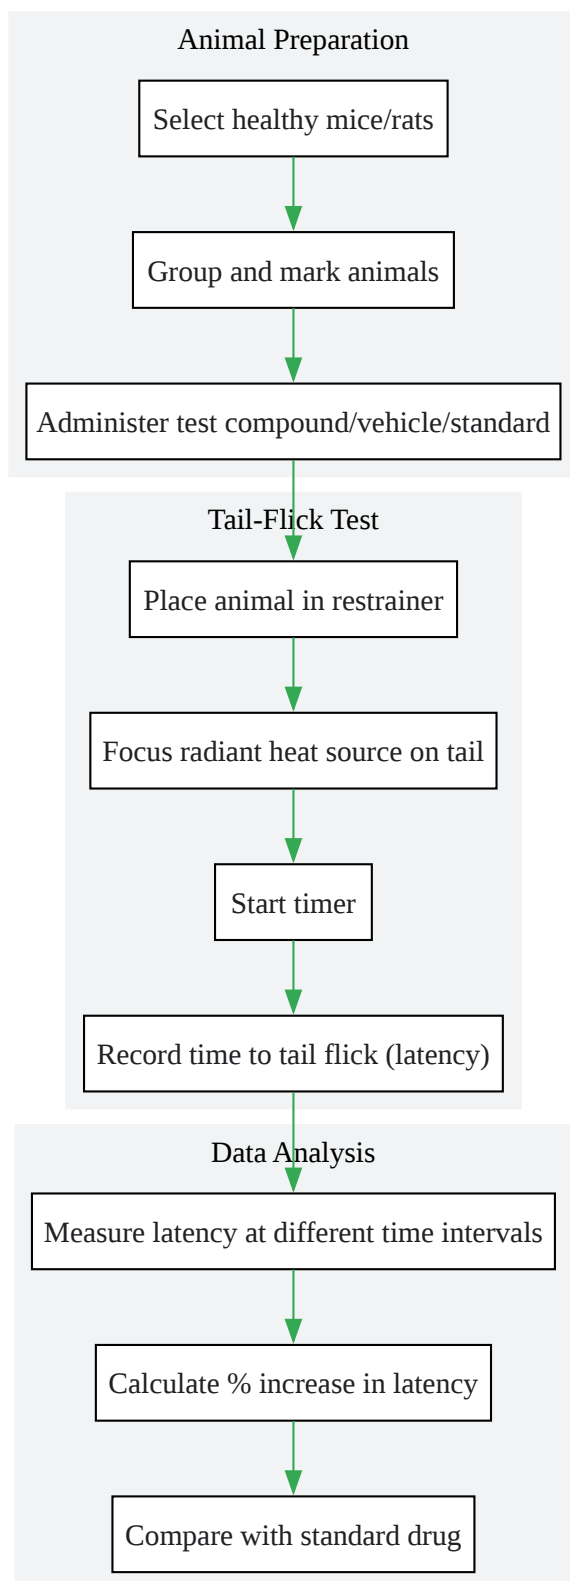 Animal Preparation
Select healthy mice/rats
Group and mark animals
Administer test compound/vehicle/standard
Tail-Flick Test
Place animal in restrainer
Focus radiant heat source on tail
Start timer
Record time to tail flick (latency)
Data Analysis
Measure latency at different time intervals
Calculate % increase in latency
Compare with standard drug